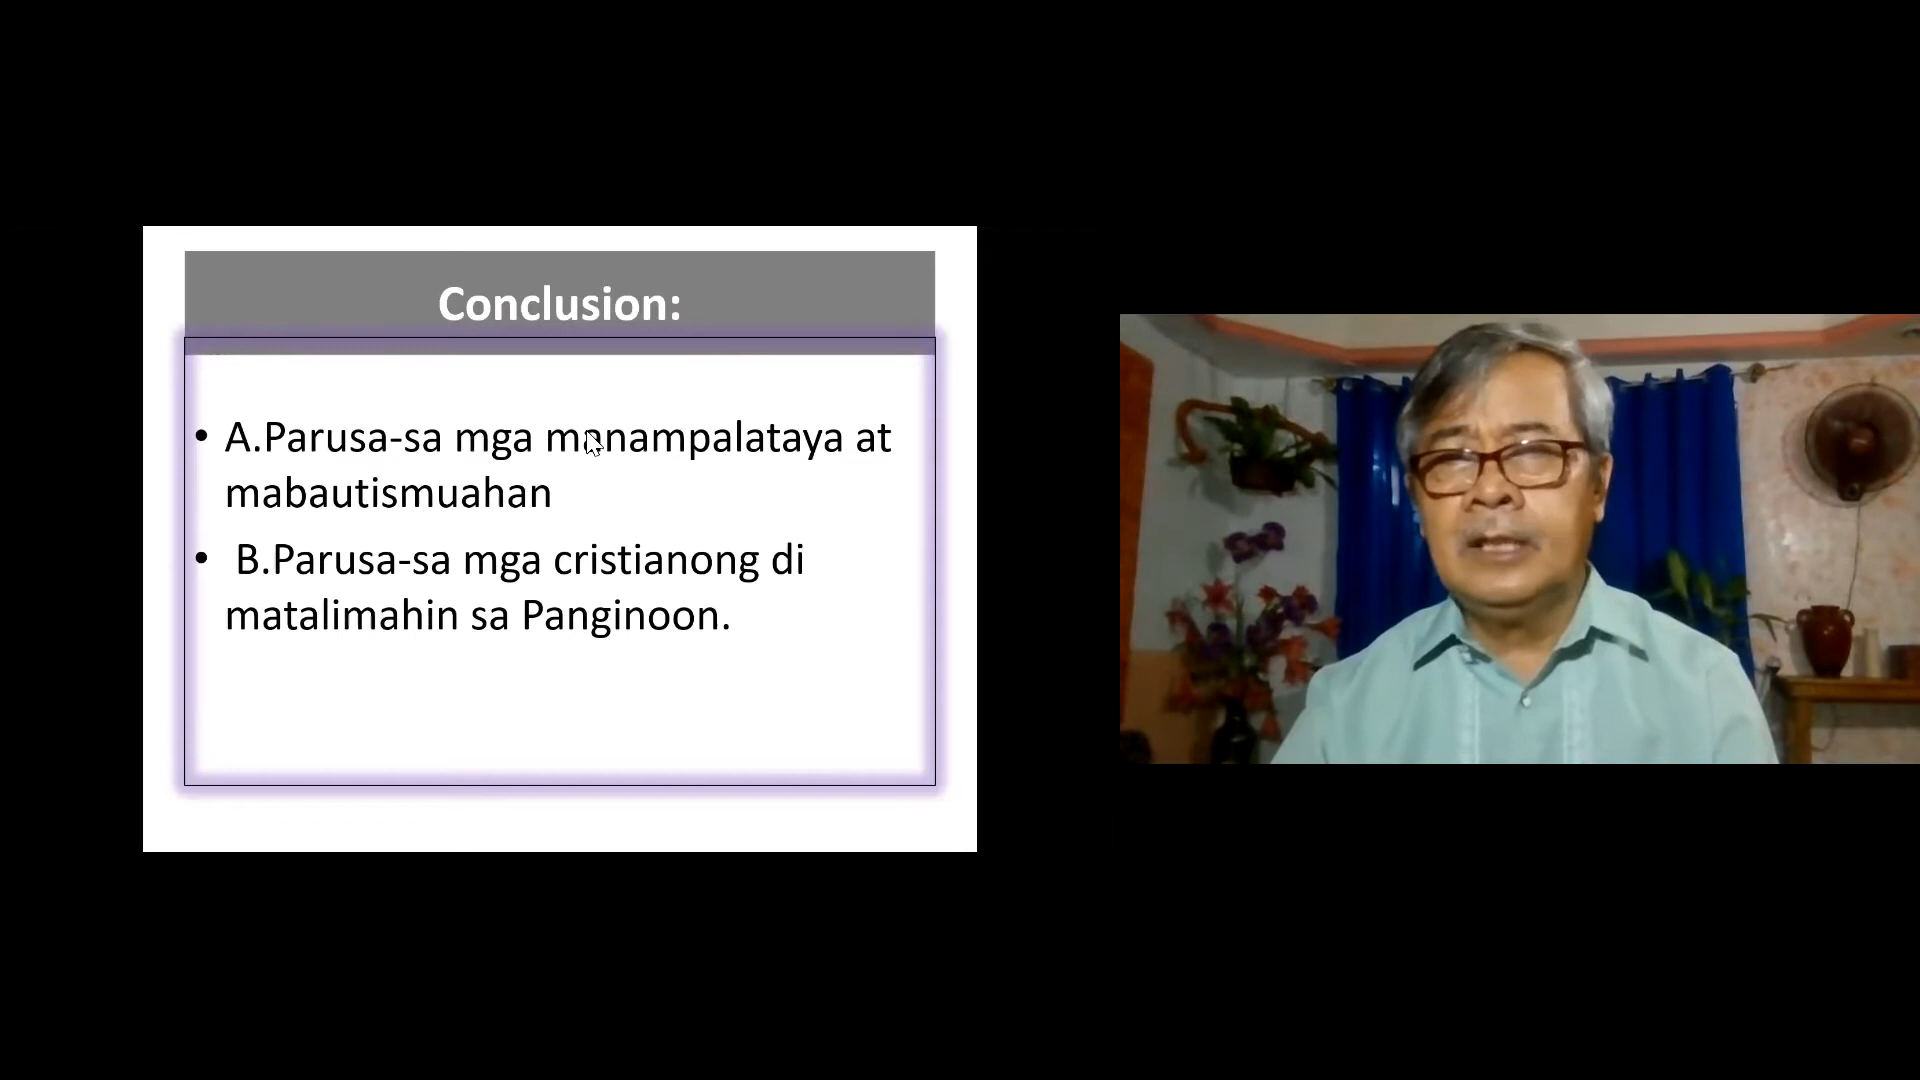 Conclusion:
• A.Parusa-sa mga manampalataya at
mabautismuahan
• B.Parusa-sa mga cristianong di
matalimahin sa Panginoon.